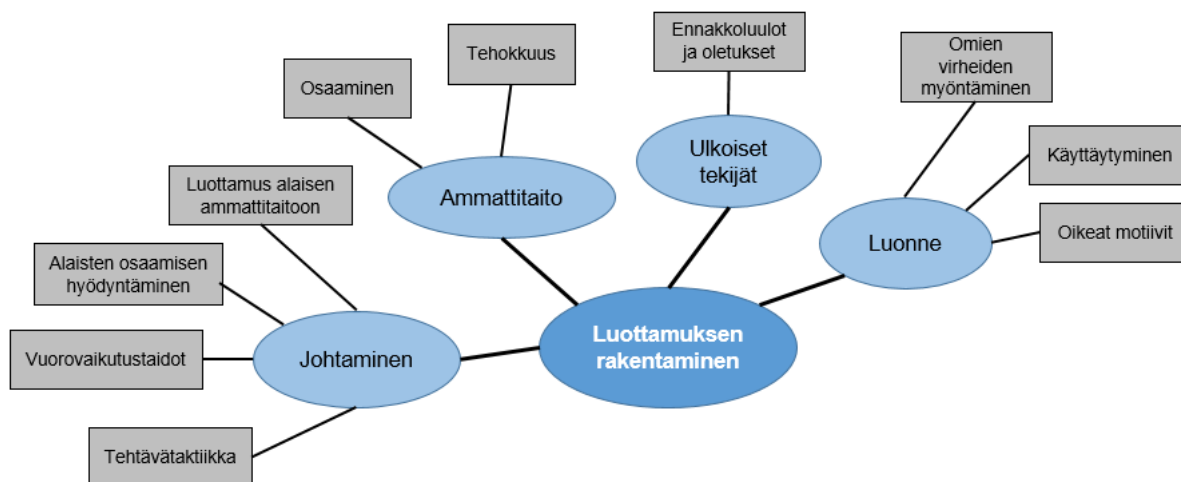 Ennakkoluulot
ja oletukset
Omien
virheiden
myöntäminen
Tehokkuus
Osaaminen
Ulkoiset
tekijät
Käyttäytyminen
Luottamus alaisen
ammattitaitoon
Ammattitaito
Oikeat motiivit
Luonne
Alaisten osaamisen
hyödyntäminen
Luottamuksen
rakentaminen
Vuorovaikutustaidot
Johtaminen
Tehtävätaktiikka